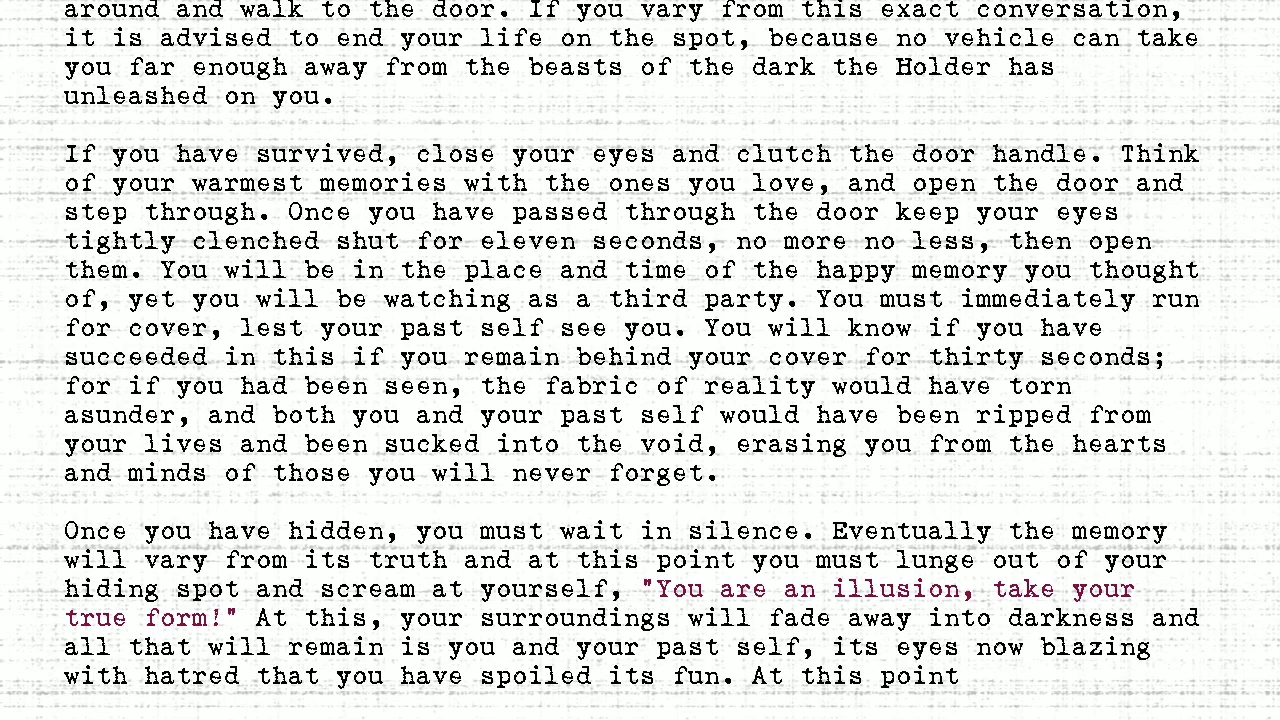 around and walk to the door. If you vary from this exact conversation,
it is advised to end your life on the spot, because no vehicle can take
you far enough away from the beasts of the dark the Holder has
unleashed on you.
If you have survived, close your eyes and clutch the door handle. Think
of your warmest memories with the ones you love, and open the door and
step through. Once you have passed through the door keep your eyes
tightly clenched shut for eleven seconds, no more no less, then open
them. You will be in the place and time of the happy memory you thought
of, yet you will be watching as a third party. You must immediately run
for cover, lest your past self see you. You will know if you have
succeeded in this if you remain behind your cover for thirty seconds;
for if you had been seen, the fabric of reality would have torn
asunder, and both you and your past self would have been ripped from
your lives and been sucked into the void, erasing you from the hearts
and minds of those you will never forget.
Once you have hidden, you must wait in silence. Eventually the memory
will vary from its truth and at this point you must lunge out of your
hiding spot and scream at yourself, "You are an illusion, take your
true form!" At this, your surroundings will fade away into darkness and
all that will remain is you and your past self, its eyes now blazing
with hatred that you have spoiled its fun. At this point